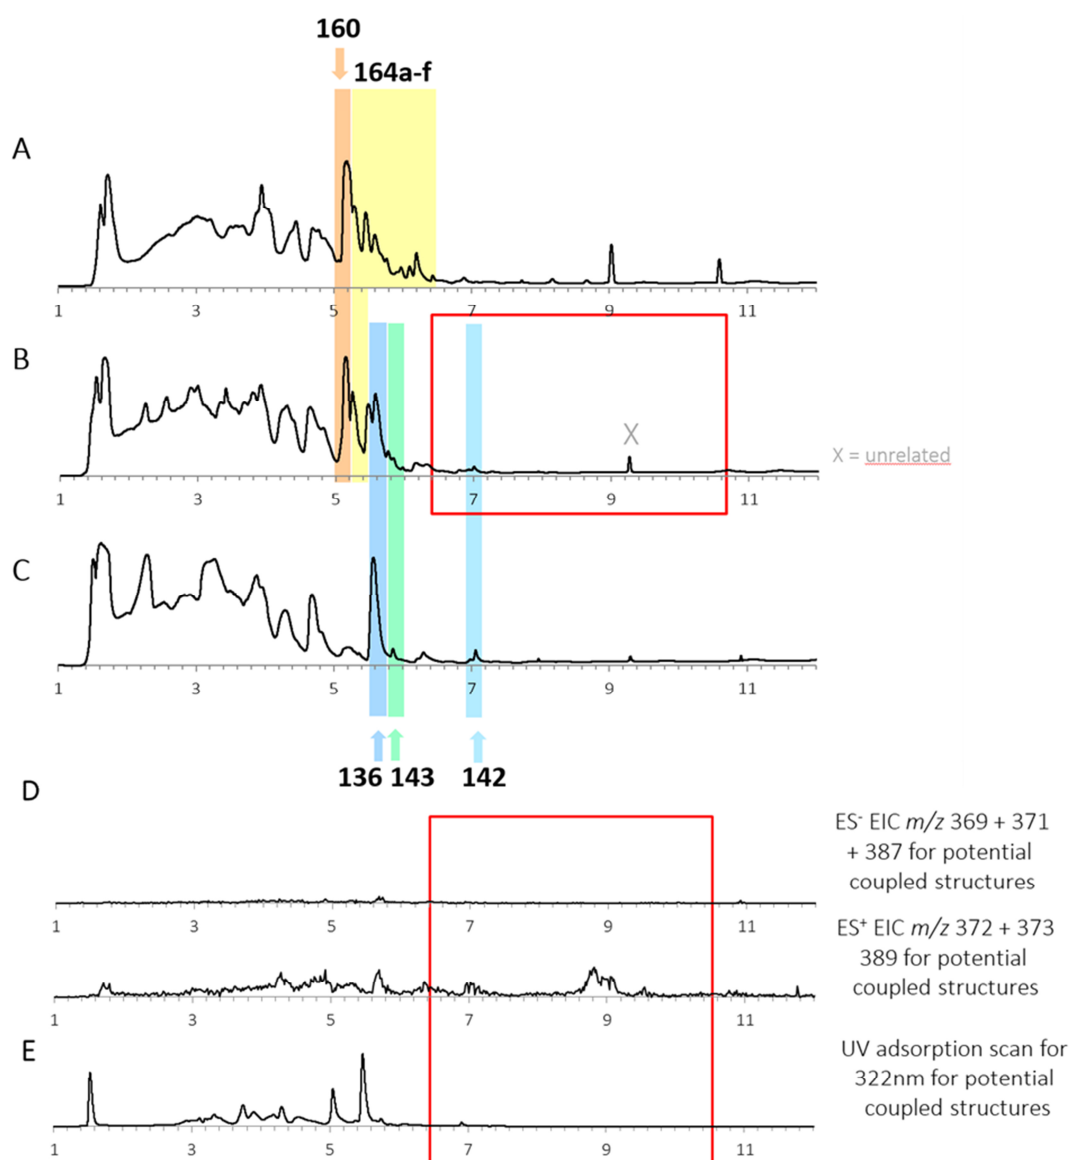 160
164a-f
A
1 3 5 7 9 11
B
X
X = unrelated
1 3 5 7 9 11
C
1 3 5 7 9 11
136 143 142
D
ES- EIC m/z 369 + 371
+ 387 for potential
coupled structures
1 3 5 7 9 11
ES+ EIC m/z 372 + 373
389 for potential
coupled structures
1 3 5 7 9 11
E
UV adsorption scan for
322nm for potential
coupled structures
1 3 5 7 9 11